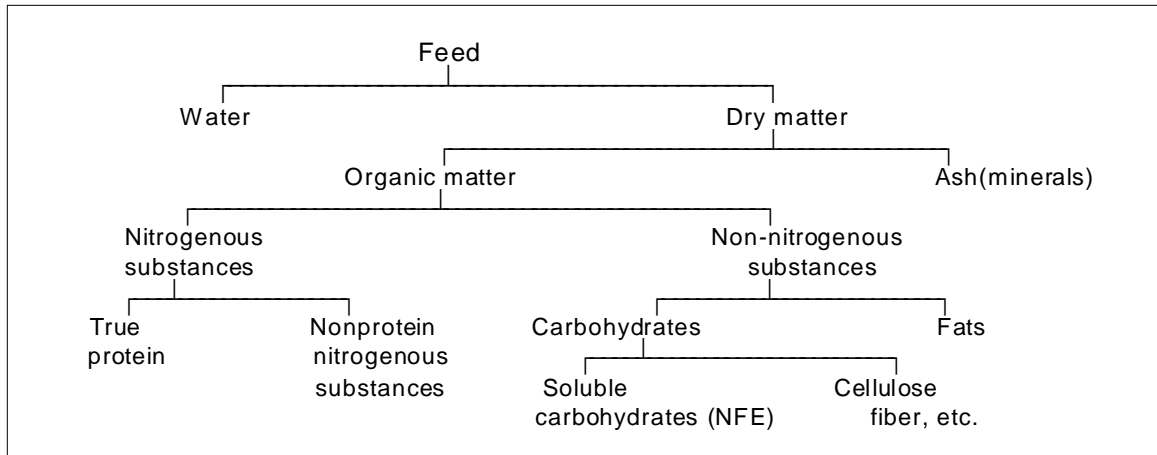 Feed
Water
Dry matter
Organic matter
Ash(minerals)
Nitrogenous
substances
Non-nitrogenous
substances
True
protein
Nonprotein
nitrogenous
substances
Carbohydrates
Fats
Soluble
carbohydrates (NFE)
Cellulose
fiber, etc.